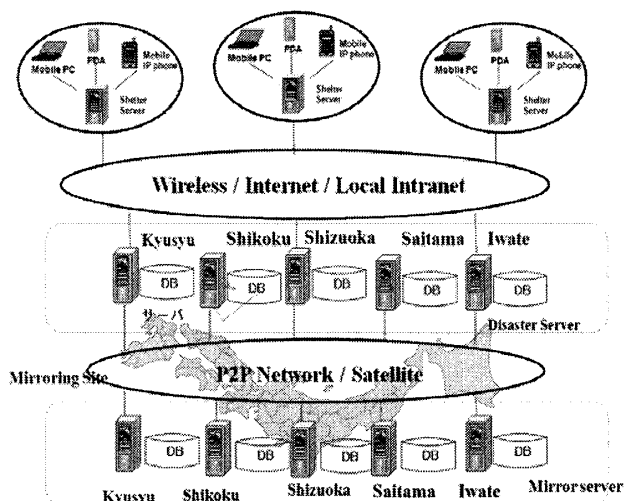 PDA
Mobile IP phone
Mobile PC
Shelter Server
PDA
Mobile IP phone
Mobile PC
Shelter Server
PDA
Mobile IP phone
Mobile PC
Shelter Server
Wireless / Internet / Local Intranet
Kyusyu Shikoku Shizuoka Saitama Iwate
DB DB DB DB DB
サーバ
Disaster Server
P2P Network / Satellite
Mirroring Site
DB DB DB DB DB
Kyusyu Shikoku Shizuoka Saitama Iwate Mirror server